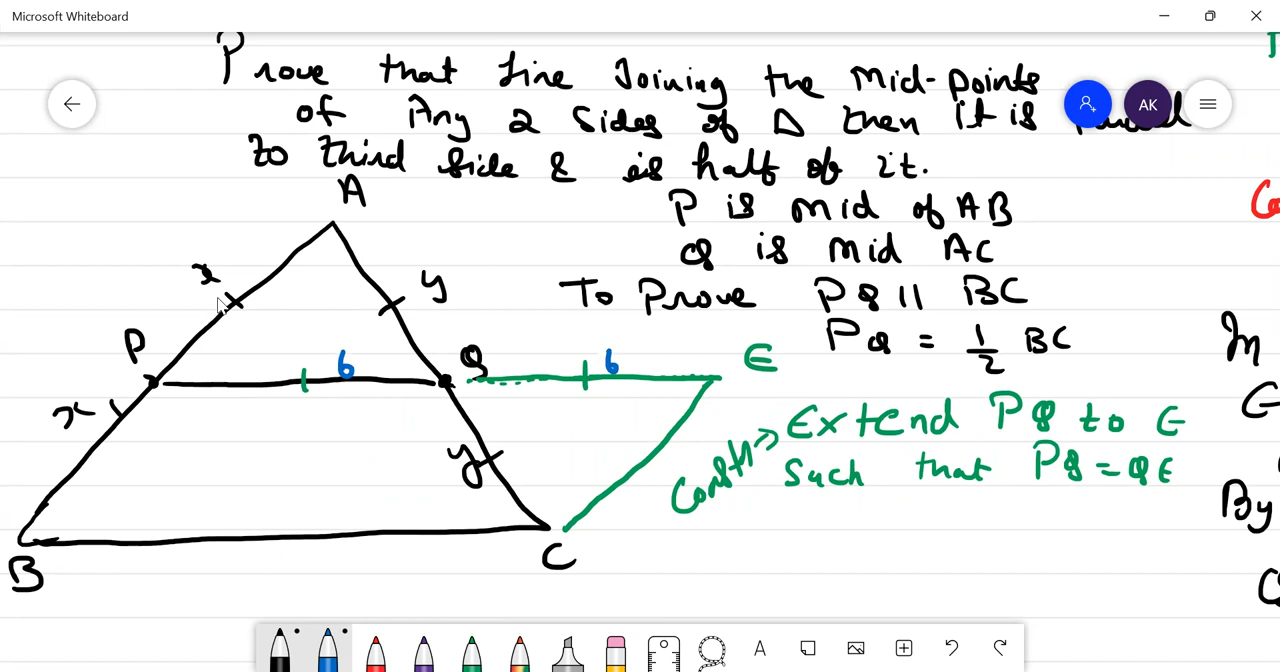 Microsoft Whiteboard
Prove that Line Joining the Mid-points
of Any 2 Sides of Δ then it is
to third Side & is half of it.
AK
A
P is mid of AB
Q is mid AC
To Prove PQ || BC
PQ = 1/2 BC
x
y
P
6
Q
6
E
x
y
Const → Extend PQ to E
Such that PQ = QE
B
C
In
By
A